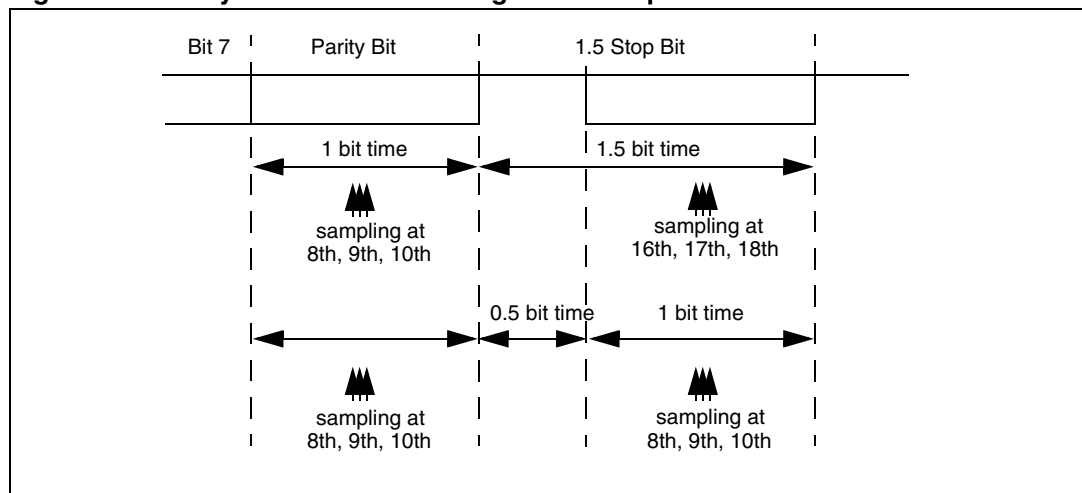 Bit 7 Parity Bit 1.5 Stop Bit
1 bit time 1.5 bit time
sampling at
8th, 9th, 10th
sampling at
16th, 17th, 18th
0.5 bit time 1 bit time
sampling at
8th, 9th, 10th
sampling at
8th, 9th, 10th